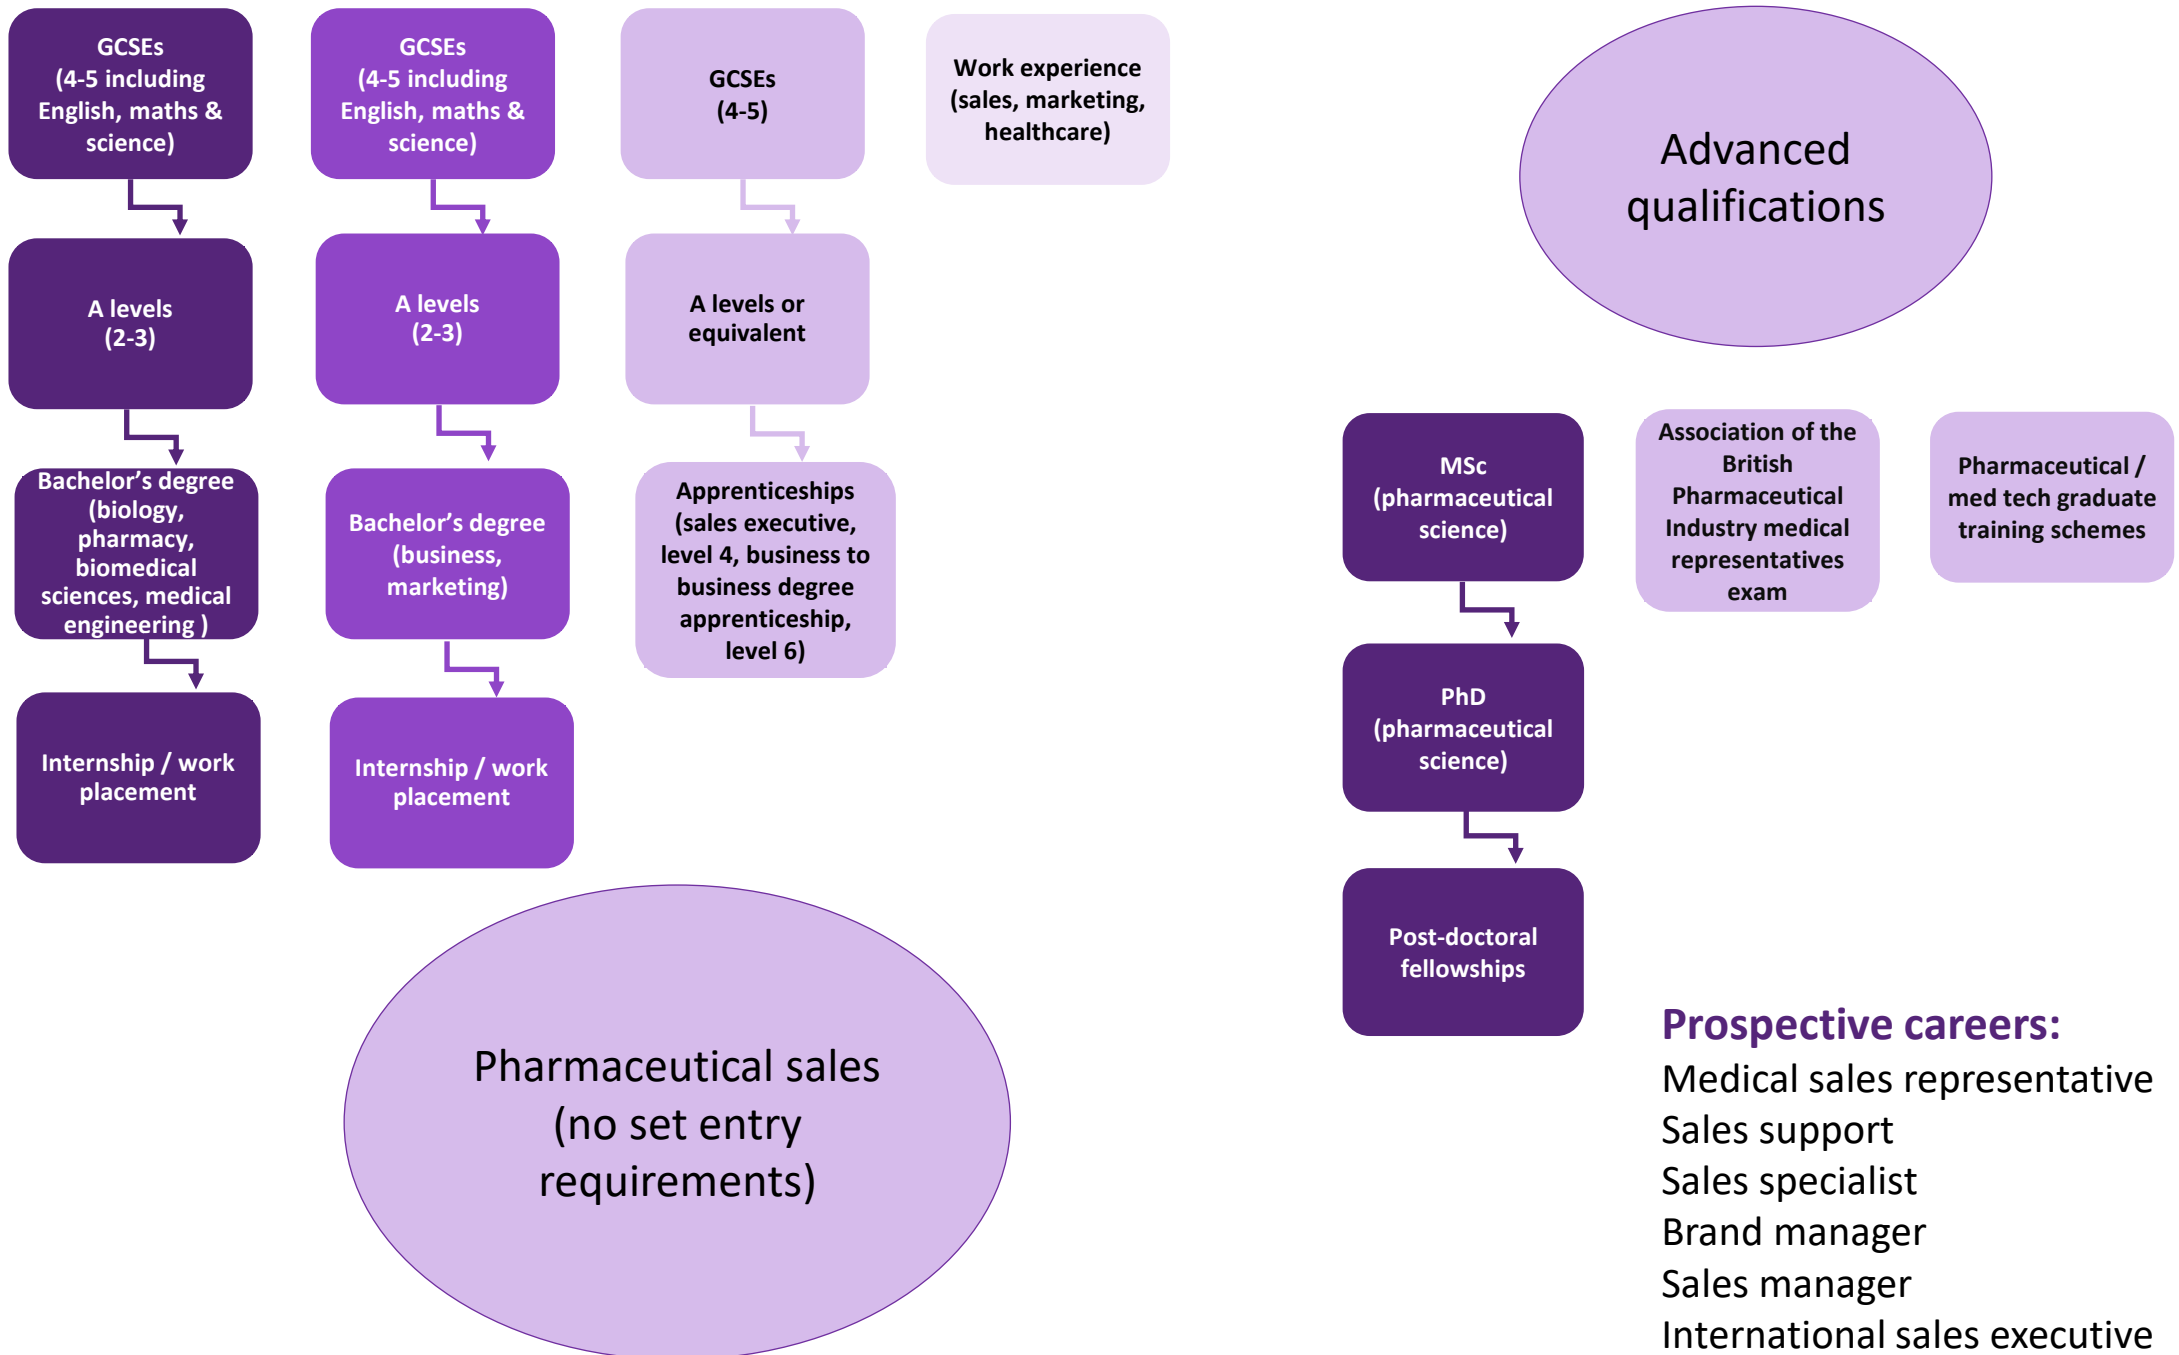 GCSEs
(4-5 including
English, maths &
science)
GCSEs
(4-5 including
English, maths &
science)
GCSEs
(4-5)
Work experience
(sales, marketing,
healthcare)
A levels
(2-3)
A levels
(2-3)
A levels or
equivalent
Bachelor’s degree
(biology,
pharmacy,
biomedical
sciences, medical
engineering )
Bachelor’s degree
(business,
marketing)
Apprenticeships
(sales executive,
level 4, business to
business degree
apprenticeship,
level 6)
Internship / work
placement
Internship / work
placement
Pharmaceutical sales
(no set entry
requirements)
Advanced
qualifications
MSc
(pharmaceutical
science)
Association of the
British
Pharmaceutical
Industry medical
representatives
exam
Pharmaceutical /
med tech graduate
training schemes
PhD
(pharmaceutical
science)
Post-doctoral
fellowships
Prospective careers:
Medical sales representative
Sales support
Sales specialist
Brand manager
Sales manager
International sales executive